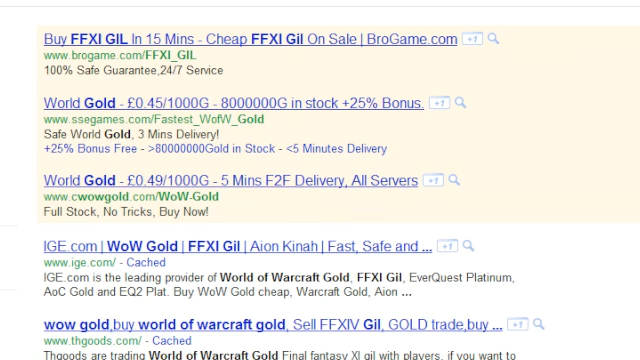 Buy FFXI GIL In 15 Mins - Cheap FFXI Gil On Sale | BroGame.com +1
www.brogame.com/FFXI_GIL
100% Safe Guarantee,24/7 Service
World Gold - £0.45/1000G - 8000000G in stock +25% Bonus. +1
www.ssegames.com/Fastest_WofW_Gold
Safe World Gold, 3 Mins Delivery!
+25% Bonus Free - >80000000Gold in Stock - <5 Minutes Delivery
World Gold - £0.49/1000G - 5 Mins F2F Delivery, All Servers +1
www.cwowgold.com/WoW-Gold
Full Stock, No Tricks, Buy Now!
IGE.com | WoW Gold | FFXI Gil | Aion Kinah | Fast, Safe and ... +1
www.ige.com/ - Cached
IGE.com is the leading provider of World of Warcraft Gold, FFXI Gil, EverQuest Platinum,
AoC Gold and EQ2 Plat. Buy WoW Gold cheap, Warcraft Gold, Aion ...
wow gold,buy world of warcraft gold, Sell FFXIV Gil, GOLD trade,buy ... +1
www.thgoods.com/ - Cached
Thgoods are trading World of Warcraft Gold Final fantasy XI gil with players, if you want to